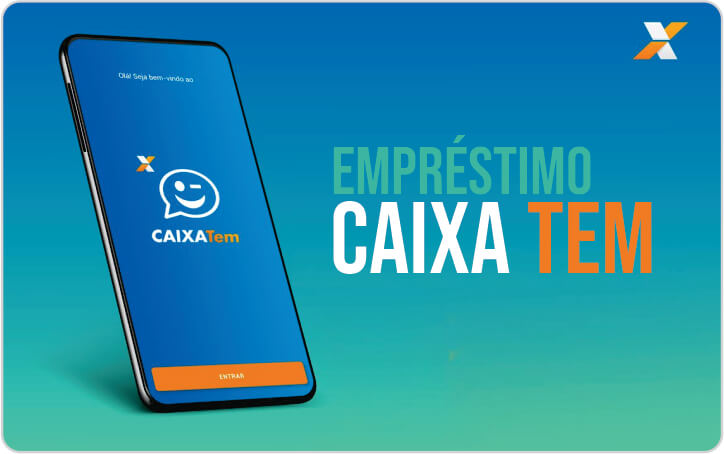 Olá! Seja bem-vindo ao
CAIXATem
ENTRAR
EMPRÉSTIMO
CAIXA TEM